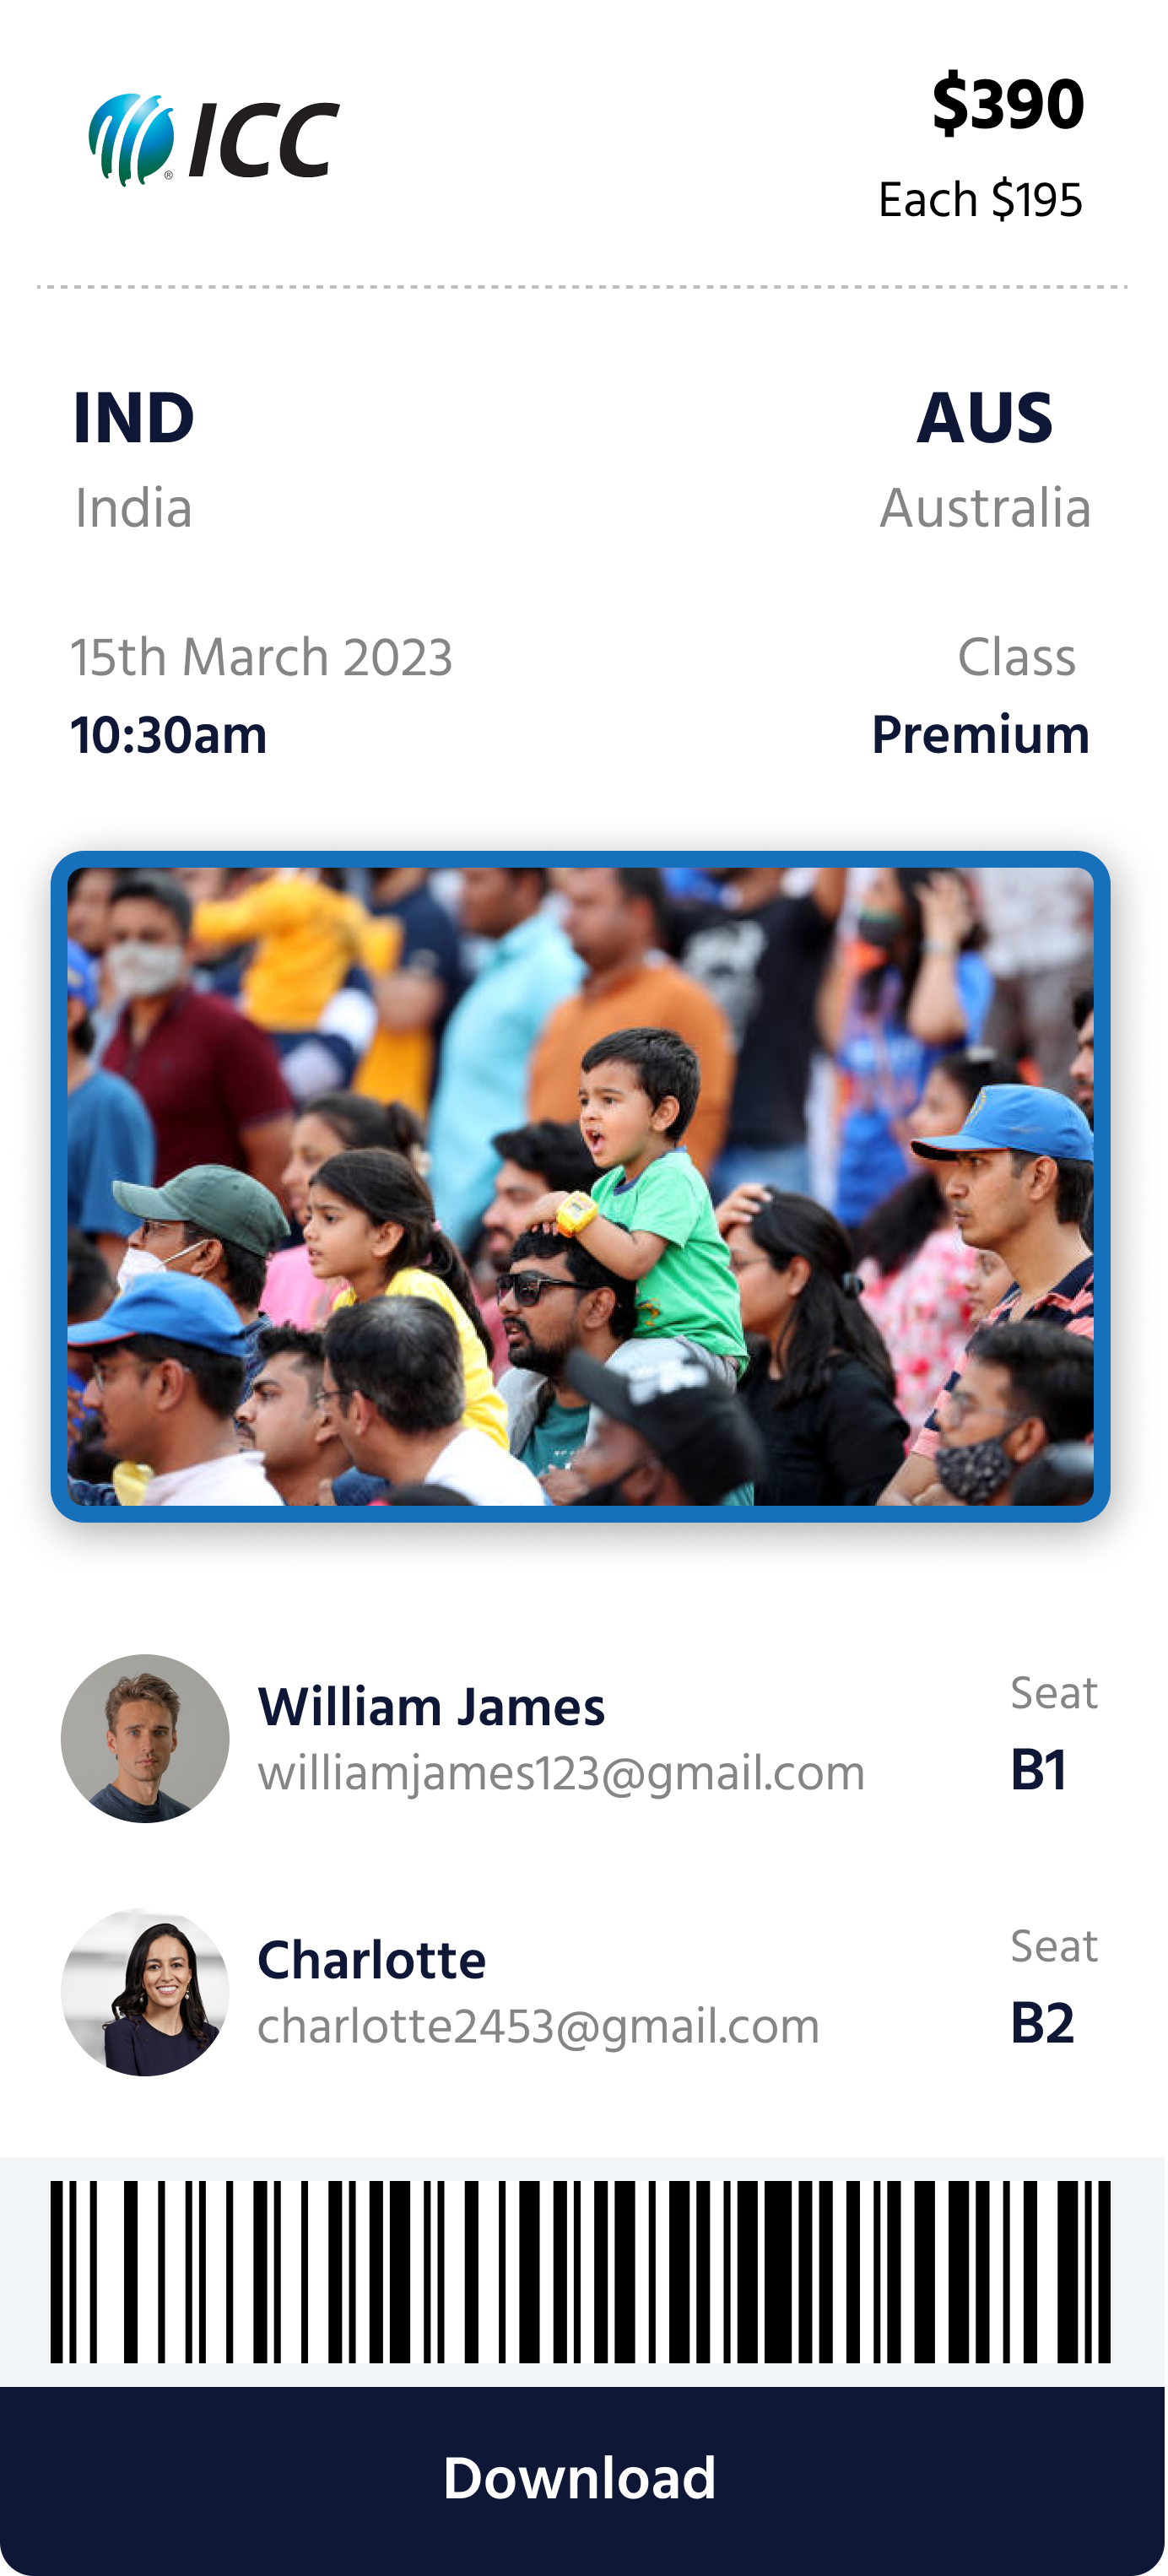 ICC
®
$390
Each $195
IND
AUS
India
Australia
15th March 2023
Class
10:30am
Premium
William James
williamjames123@gmail.com
Seat
B1
Charlotte
charlotte2453@gmail.com
Seat
B2
Download